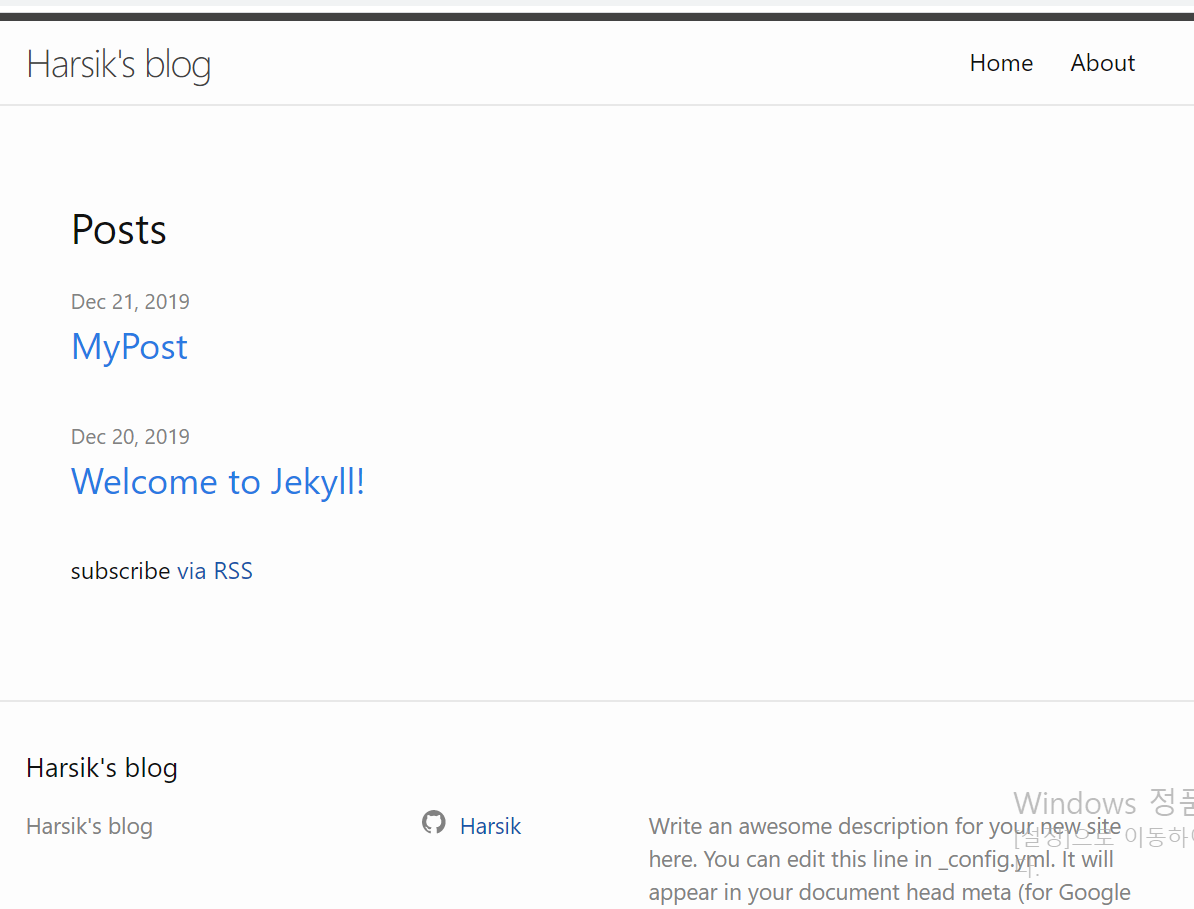 Harsik's blog
Home
About
Posts
Dec 21, 2019
MyPost
Dec 20, 2019
Welcome to Jekyll!
subscribe via RSS
Harsik's blog
Harsik's blog
Harsik
Write an awesome description for your new site
here. You can edit this line in _config.yml. It will
appear in your document head meta (for Google
Windows 정품
[설정]으로 이동하여
다.